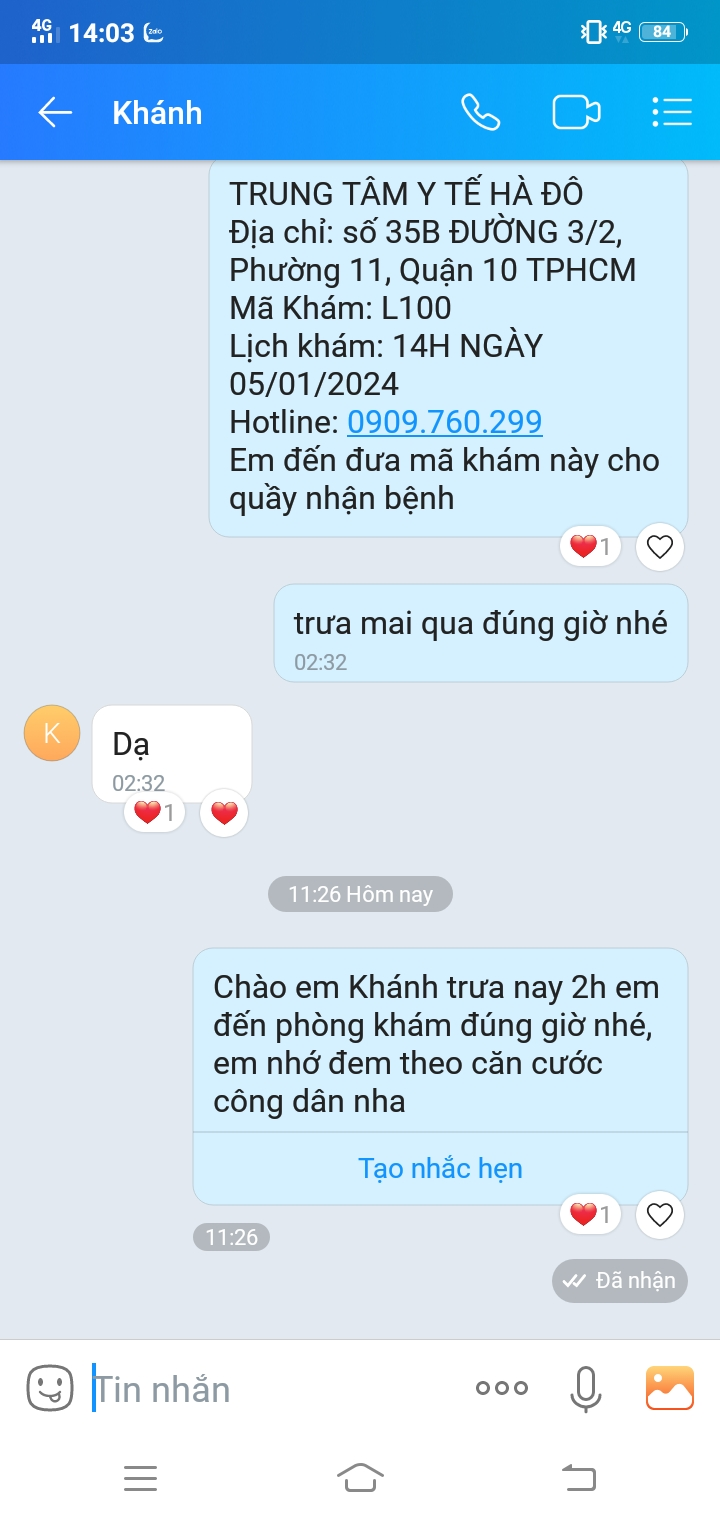 4G 14:03 Zalo 4G 84
Khánh
TRUNG TÂM Y TẾ HÀ ĐÔ
Địa chỉ: số 35B ĐƯỜNG 3/2,
Phường 11, Quận 10 TPHCM
Mã Khám: L100
Lịch khám: 14H NGÀY
05/01/2024
Hotline: 0909.760.299
Em đến đưa mã khám này cho
quầy nhận bệnh
1
trưa mai qua đúng giờ nhé
02:32
K
Dạ
02:32
1
11:26 Hôm nay
Chào em Khánh trưa nay 2h em
đến phòng khám đúng giờ nhé,
em nhớ đem theo căn cước
công dân nha
Tạo nhắc hẹn
1
11:26
Đã nhận
Tin nhắn